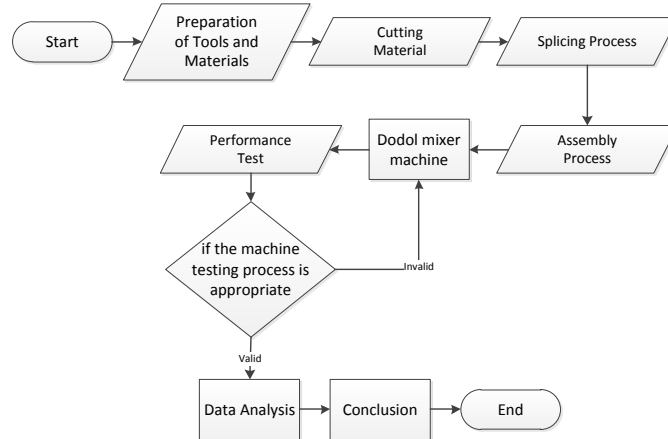 Start
Preparation
of Tools and
Materials
Cutting
Material
Splicing Process
Assembly
Process
Dodol mixer
machine
Performance
Test
if the machine
testing process is
appropriate
Invalid
Valid
Data Analysis
Conclusion
End